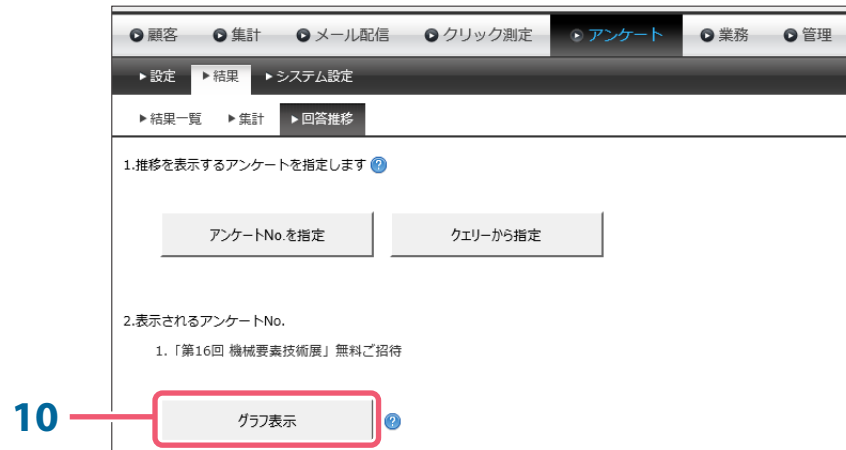 顧客 集計 メール配信 クリック測定 アンケート 業務 管理
設定 結果 システム設定
結果一覧 集計 回答推移
1.推移を表示するアンケートを指定します ?
アンケートNo.を指定 クエリーから指定
2.表示されるアンケートNo.
1.「第16回 機械要素技術展」無料ご招待
10 グラフ表示 ?